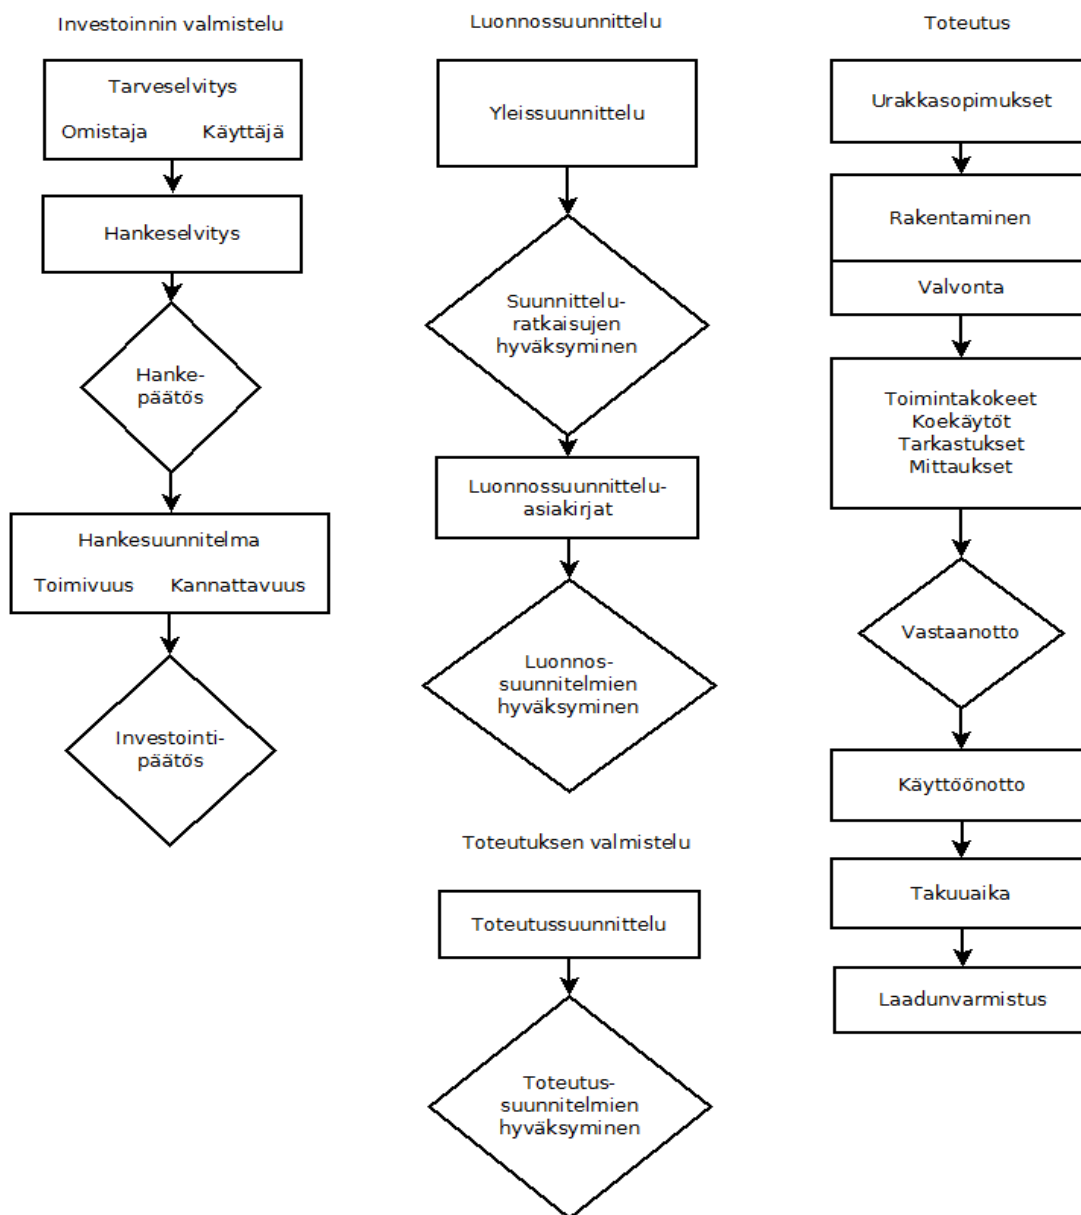 Investoinnin valmistelu
Tarveselvitys
Omistaja Käyttäjä
Hankeselvitys
Hanke-
päätös
Hankesuunnitelma
Toimivuus Kannattavuus
Investointi-
päätös
Luonnossuunnittelu
Yleissuunnittelu
Suunnittelu-
ratkaisujen
hyväksyminen
Luonnossuunnittelu-
asiakirjat
Luonnos-
suunnitelmien
hyväksyminen
Toteutuksen valmistelu
Toteutussuunnittelu
Toteutus-
suunnitelmien
hyväksyminen
Toteutus
Urakkasopimukset
Rakentaminen
Valvonta
Toimintakokeet
Koekäytöt
Tarkastukset
Mittaukset
Vastaanotto
Käyttöönotto
Takuuaika
Laadunvarmistus